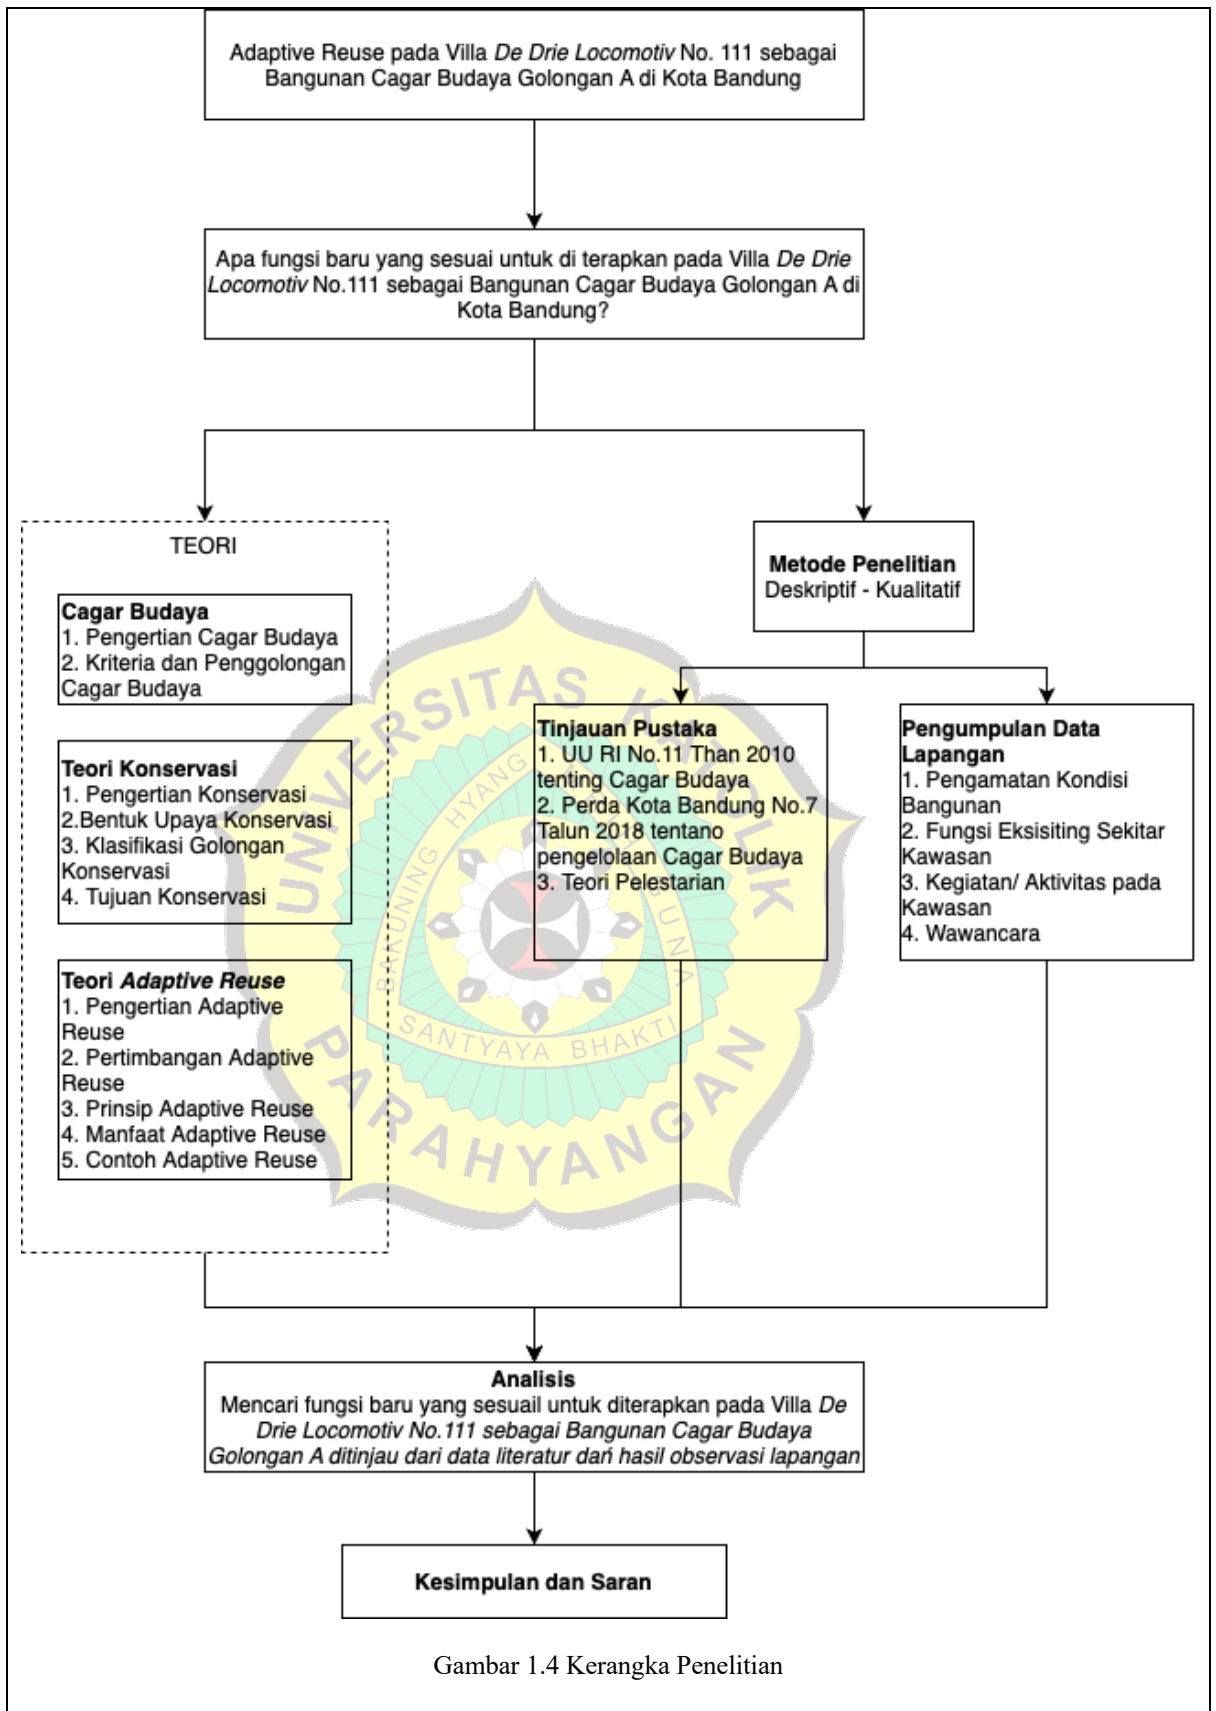 Adaptive Reuse pada Villa De Drie Locomotiv No. 111 sebagai
Bangunan Cagar Budaya Golongan A di Kota Bandung
Apa fungsi baru yang sesuai untuk di terapkan pada Villa De Drie
Locomotiv No.111 sebagai Bangunan Cagar Budaya Golongan A di
Kota Bandung?
TEORI
Cagar Budaya
1. Pengertian Cagar Budaya
2. Kriteria dan Penggolongan
Cagar Budaya
Teori Konservasi
1. Pengertian Konservasi
2.Bentuk Upaya Konservasi
3. Klasifikasi Golongan
Konservasi
4. Tujuan Konservasi
Teori Adaptive Reuse
1. Pengertian Adaptive
Reuse
2. Pertimbangan Adaptive
Reuse
3. Prinsip Adaptive Reuse
4. Manfaat Adaptive Reuse
5. Contoh Adaptive Reuse
Metode Penelitian
Deskriptif - Kualitatif
Tinjauan Pustaka
1. UU RI No.11 Than 2010
tenting Cagar Budaya
2. Perda Kota Bandung No.7
Talun 2018 tentano
pengelolaan Cagar Budaya
3. Teori Pelestarian
Pengumpulan Data
Lapangan
1. Pengamatan Kondisi
Bangunan
2. Fungsi Eksisiting Sekitar
Kawasan
3. Kegiatan/ Aktivitas pada
Kawasan
4. Wawancara
UNIVERSITAS KATOLIK
PARAHYANGAN
BAKUNING HYANG
GUNA
SANTYAYA BHAKTI
Analisis
Mencari fungsi baru yang sesuail untuk diterapkan pada Villa De
Drie Locomotiv No.111 sebagai Bangunan Cagar Budaya
Golongan A ditinjau dari data literatur dań hasil observasi lapangan
Kesimpulan dan Saran
Gambar 1.4 Kerangka Penelitian